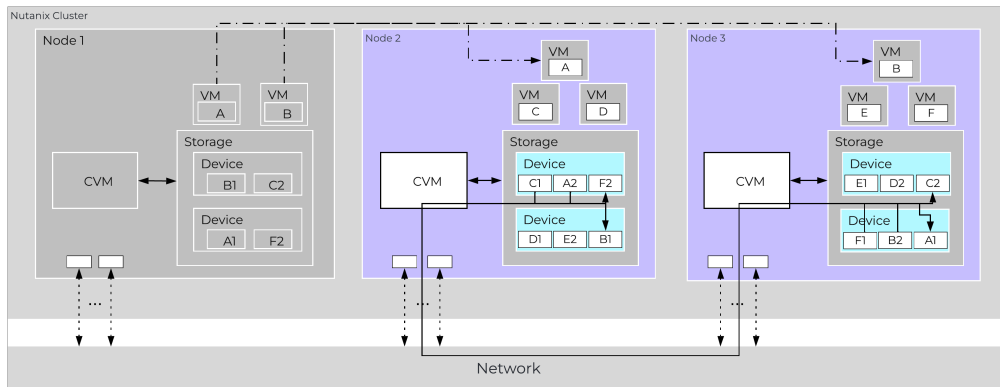 Nutanix Cluster
Node 1
VM
A
VM
B
Storage
CVM
Device
B1 C2
Device
A1 F2
...
Node 2
VM
A
VM
C
VM
D
Storage
CVM
Device
C1 A2 F2
Device
D1 E2 B1
...
Node 3
VM
B
VM
E
VM
F
Storage
CVM
Device
E1 D2 C2
Device
F1 B2 A1
...
Network